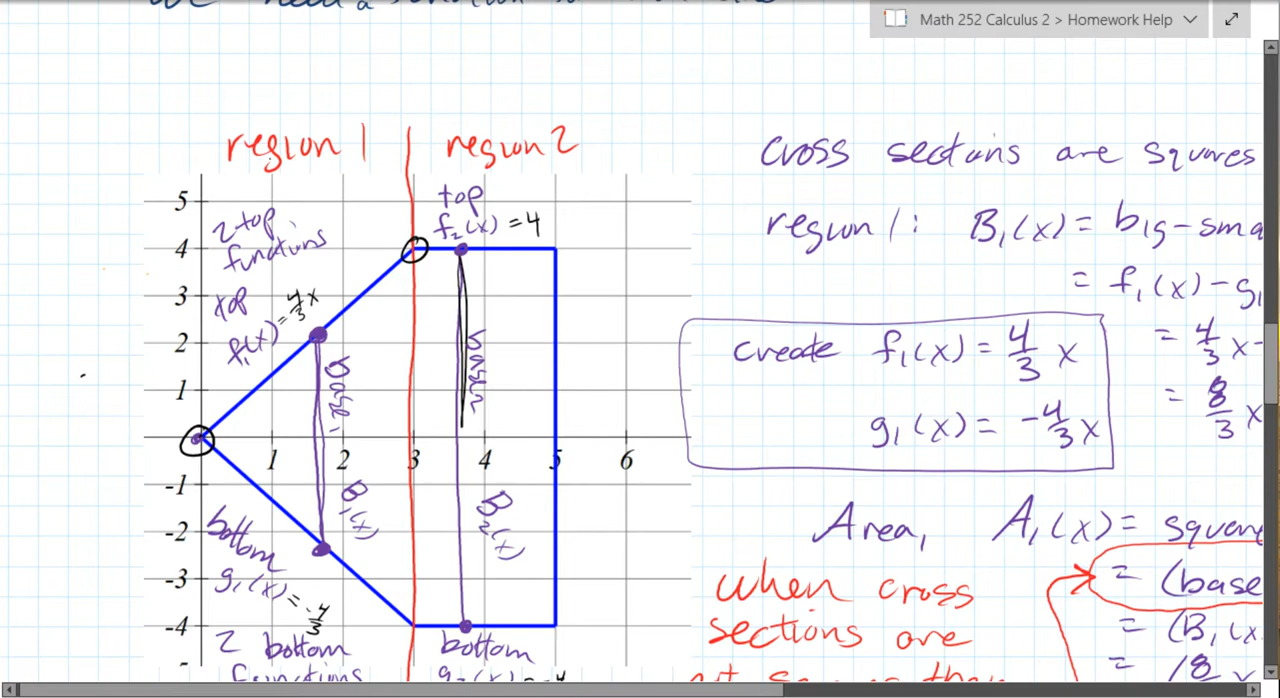 Math 252 Calculus 2 > Homework Help
region 1
region 2
5
4
3
2
1
-1
-2
-3
-4
1
2
3
4
5
6
2 top
functions
top
f₁(x) = 4/3 x
top
f₂(x) = 4
base 1
B₁(x)
base 2
B₂(x)
bottom
g₁(x) = -4/3
2 bottom
functions
bottom
cross sections are squares
region 1: B₁(x) = big - sma
= f₁(x) - g₁
= 4/3 x -
= 8/3 x
create f₁(x) = 4/3 x
g₁(x) = -4/3 x
Area, A₁(x) = square
= (base
= (B₁(x
when cross
sections are